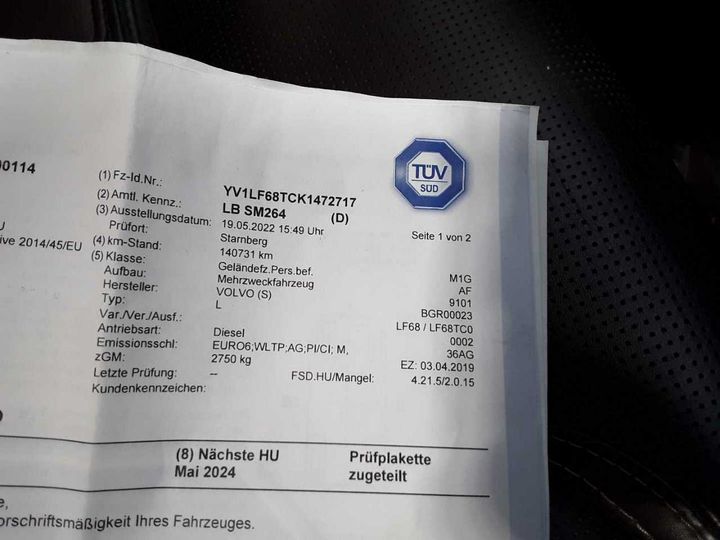 00114
TÜV
SÜD
Seite 1 von 2
(1) Fz-Id.Nr.: YV1LF68TCK1472717
(2) Amtl. Kennz.: LB SM264 (D)
(3) Ausstellungsdatum: 19.05.2022 15:49 Uhr
Prüfort: Starnberg
ive 2014/45/EU
(4) km-Stand: 140731 km
(5) Klasse: Geländefz.Pers.bef. M1G
Aufbau: Mehrzweckfahrzeug AF
Hersteller: VOLVO (S) 9101
Typ: L BGR00023
Var./Ver./Ausf.: LF68 / LF68TC0
0002
Antriebsart: Diesel
Emissionsschl: EURO6;WLTP;AG;PI/CI; M, 36AG
zGM: 2750 kg EZ: 03.04.2019
Letzte Prüfung: -- FSD.HU/Mangel: 4.21.5/2.0.15
Kundenkennzeichen:
(8) Nächste HU Prüfplakette
Mai 2024 zugeteilt
e,
orschriftsmäßigkeit Ihres Fahrzeuges.